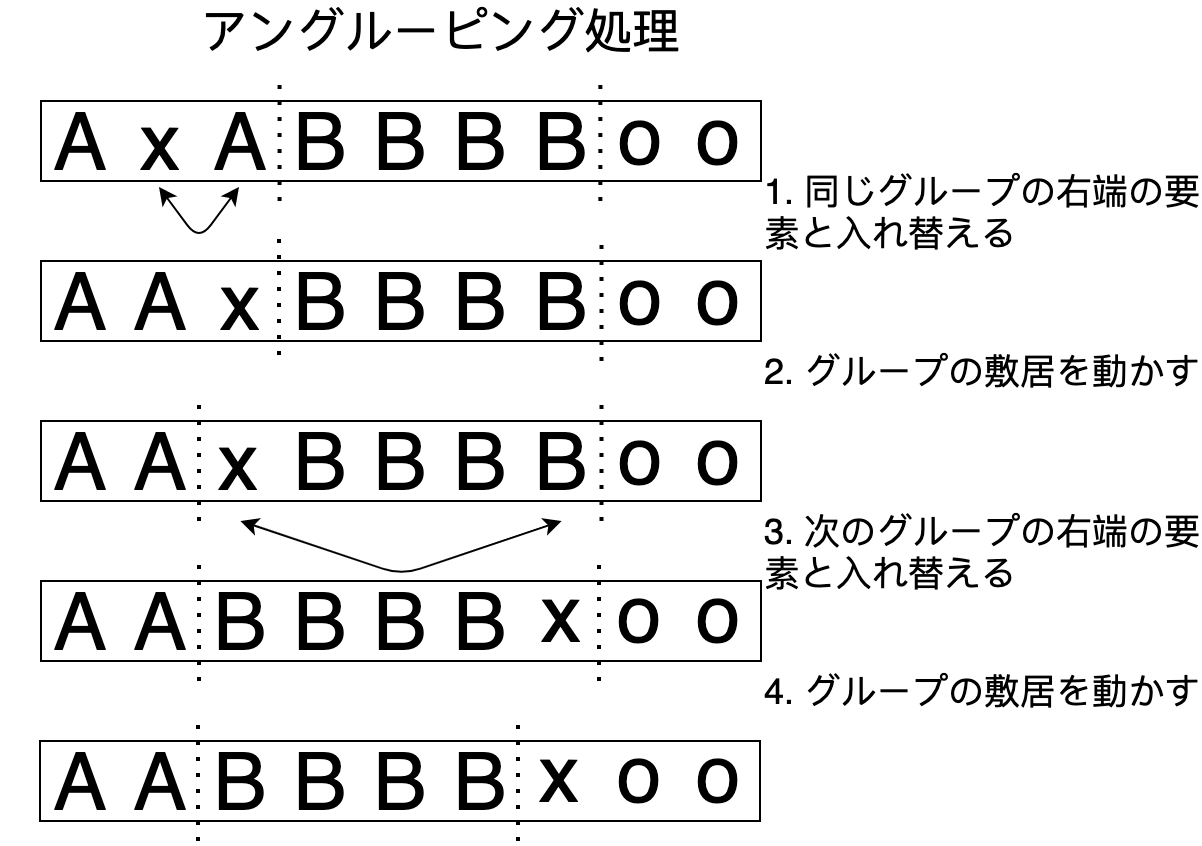 アングルーピング処理
A x A B B B B o o
1. 同じグループの右端の要
素と入れ替える
A A x B B B B o o
2. グループの敷居を動かす
A A x B B B B o o
3. 次のグループの右端の要
素と入れ替える
A A B B B B x o o
4. グループの敷居を動かす
A A B B B B x o o